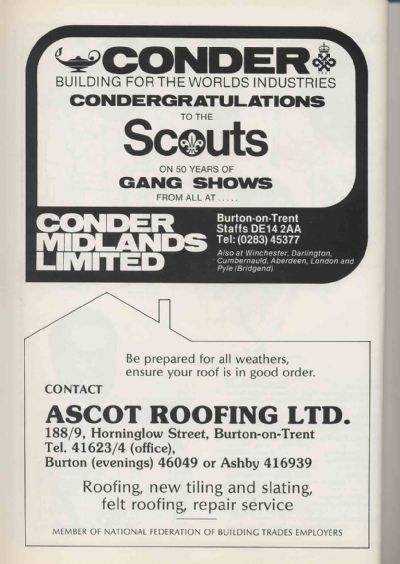 CONDER
BUILDING FOR THE WORLDS INDUSTRIES
CONDERGRATULATIONS
TO THE
Scouts
ON 50 YEARS OF
GANG SHOWS
FROM ALL AT .....
CONDER
MIDLANDS
LIMITED
Burton-on-Trent
Staffs DE14 2AA
Tel: (0283) 45377
Also at Winchester, Darlington,
Cumbernauld, Aberdeen, London and
Pyle (Bridgend)
Be prepared for all weathers,
ensure your roof is in good order.
CONTACT
ASCOT ROOFING LTD.
188/9, Horninglow Street, Burton-on-Trent
Tel. 41623/4 (office),
Burton (evenings) 46049 or Ashby 416939
Roofing, new tiling and slating,
felt roofing, repair service
MEMBER OF NATIONAL FEDERATION OF BUILDING TRADES EMPLOYERS